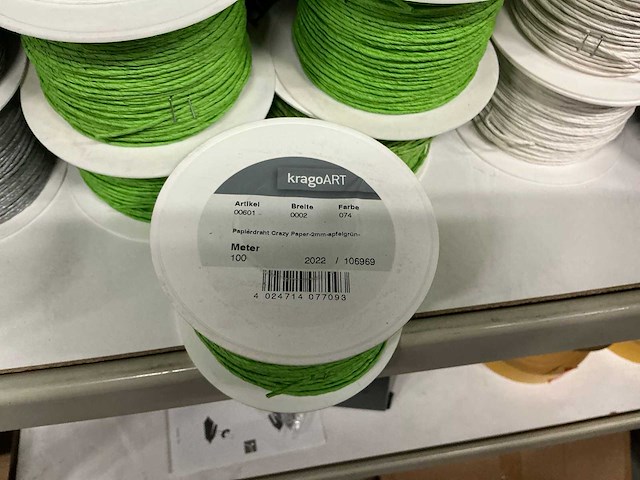 kragoART
Artikel Breite Farbe
00601 - 0002 074
Papierdraht Crazy Paper-2mm-apfelgrün-
Meter
100 2022 / 106969
4 024714 077093